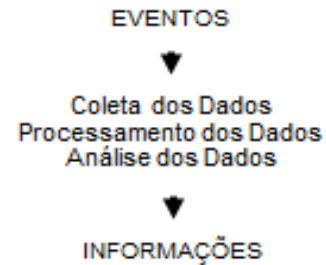 EVENTOS
Coleta dos Dados
Processamento dos Dados
Análise dos Dados
INFORMAÇÕES